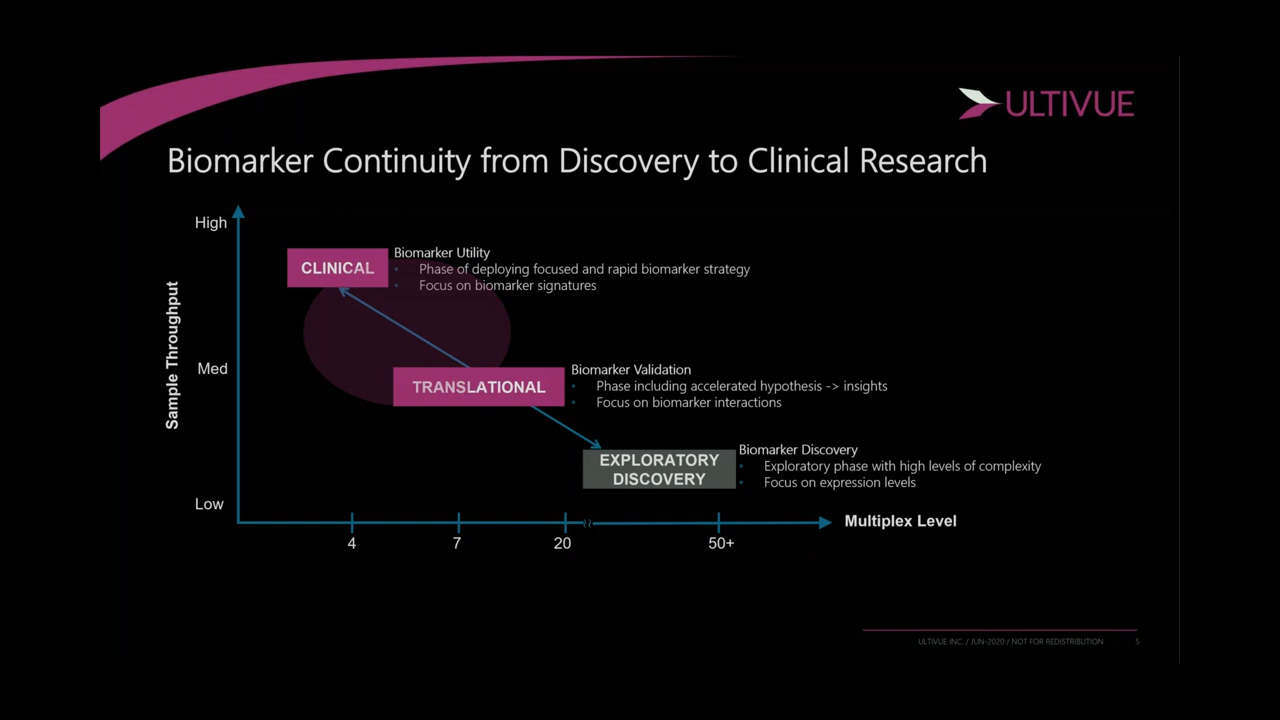 ULTIVUE
Biomarker Continuity from Discovery to Clinical Research
High
Med
Low
Sample Throughput
CLINICAL
Biomarker Utility
• Phase of deploying focused and rapid biomarker strategy
• Focus on biomarker signatures
TRANSLATIONAL
Biomarker Validation
• Phase including accelerated hypothesis -> insights
• Focus on biomarker interactions
EXPLORATORY
DISCOVERY
Biomarker Discovery
• Exploratory phase with high levels of complexity
• Focus on expression levels
4 7 20 50+
Multiplex Level
ULTIVUE INC. / JUN-2020 / NOT FOR REDISTRIBUTION 5